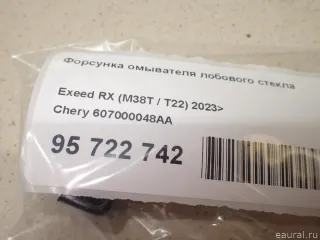 Форсунка омывателя лобового стекла
Exeed RX (M38T / T22) 2023>
Chery 607000048AA
95 722 742
eaural.ru